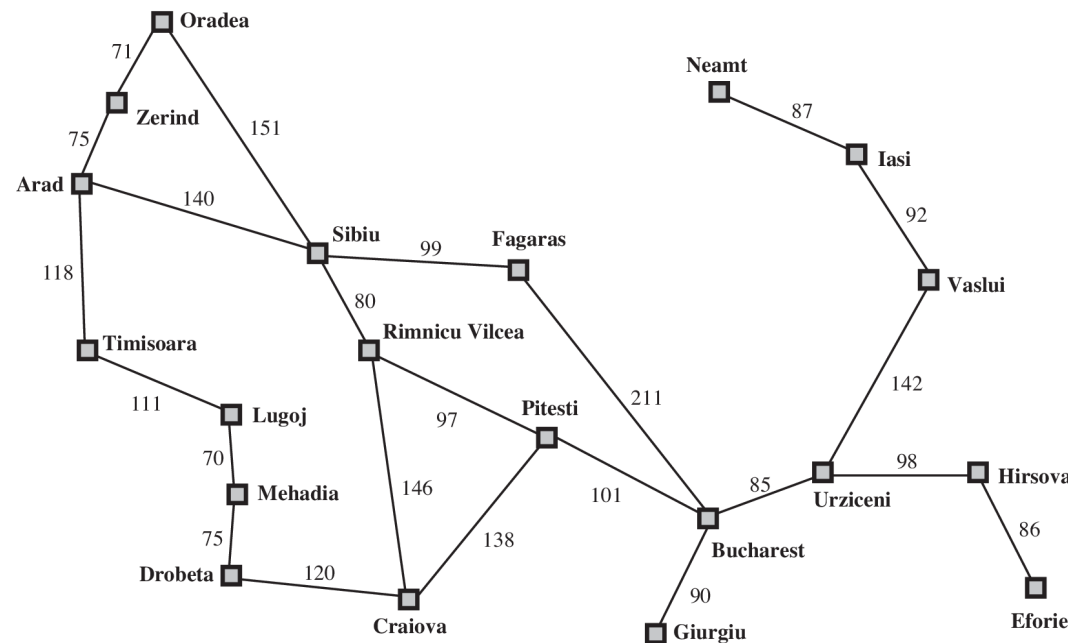 Oradea
71
Neamt
87
Zerind
75
151
Iasi
Arad
140
92
Sibiu
Fagaras
99
118
Vaslui
80
Timisoara
Rimnicu Vilcea
142
111
211
Lugoj
97
Pitesti
70
98
Hirsova
Mehadia
146
101
85
Urziceni
86
75
138
Bucharest
Drobeta
120
90
Craiova
Giurgiu
Eforie